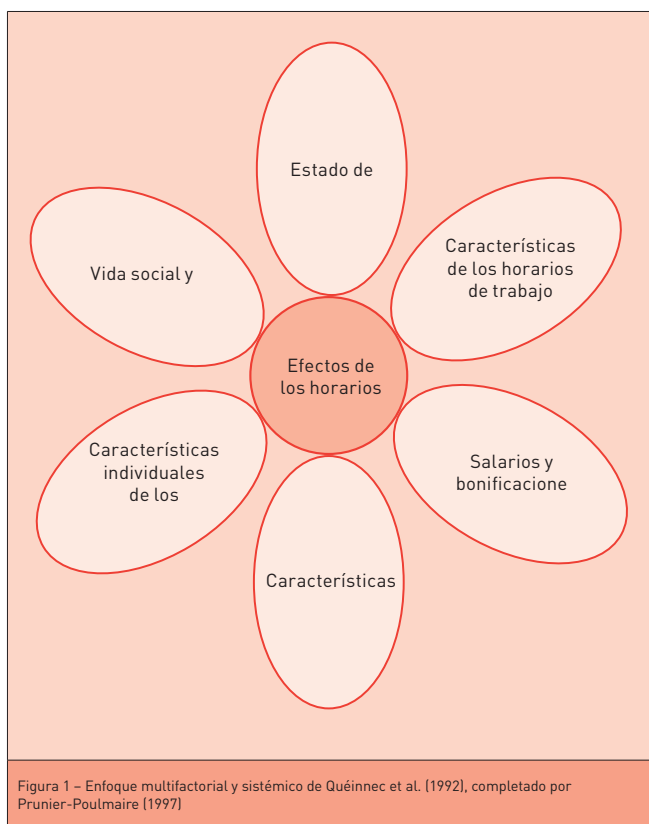 Estado de
Características
de los horarios
de trabajo
Vida social y
Efectos de
los horarios
Características
individuales
de los
Salarios y
bonificacione
Características
Figura 1 – Enfoque multifactorial y sistémico de Quéinnec et al. (1992), completado por
Prunier-Poulmaire (1997)